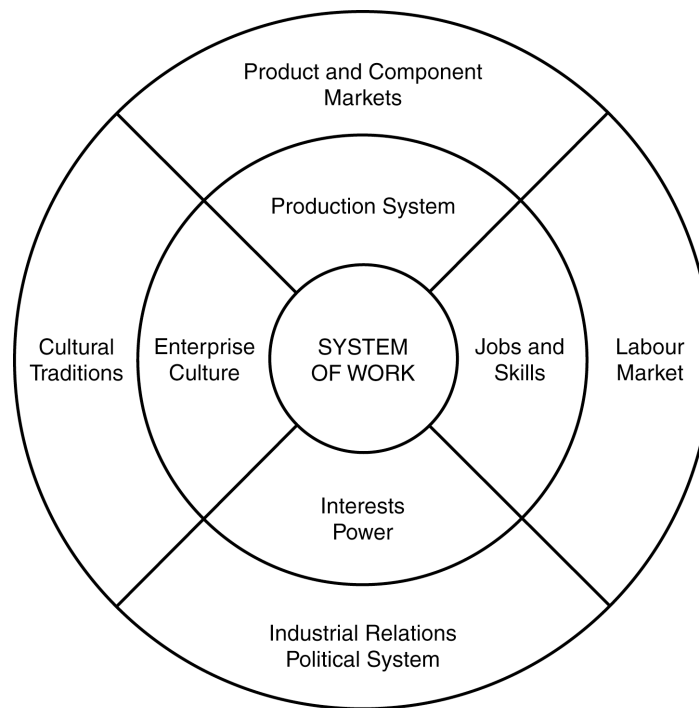 Product and Component
Markets
Production System
Cultural
Traditions
Enterprise
Culture
SYSTEM
OF WORK
Jobs and
Skills
Labour
Market
Interests
Power
Industrial Relations
Political System